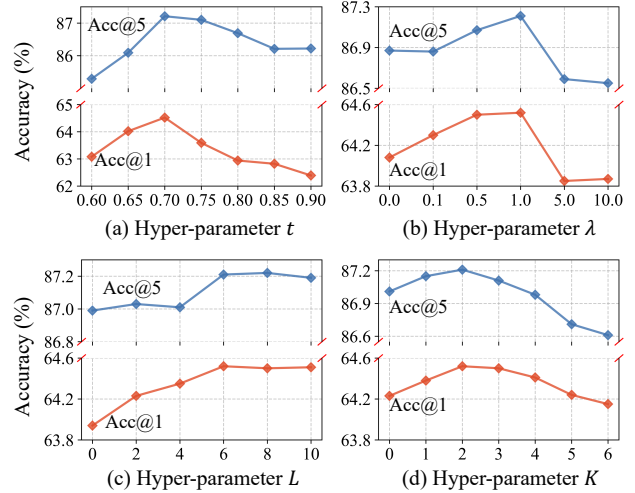 Accuracy (%)
87
86
65
64
63
62
Acc@5
Acc@1
0.60 0.65 0.70 0.75 0.80 0.85 0.90
(a) Hyper-parameter t
87.3
86.9
86.5
64.6
64.2
63.8
Acc@5
Acc@1
0.0 0.1 0.5 1.0 5.0 10.0
(b) Hyper-parameter λ
Accuracy (%)
87.2
87.0
86.8
64.6
64.2
63.8
Acc@5
Acc@1
0 2 4 6 8 10
(c) Hyper-parameter L
87.2
86.9
86.6
64.6
64.2
63.8
Acc@5
Acc@1
0 1 2 3 4 5 6
(d) Hyper-parameter K